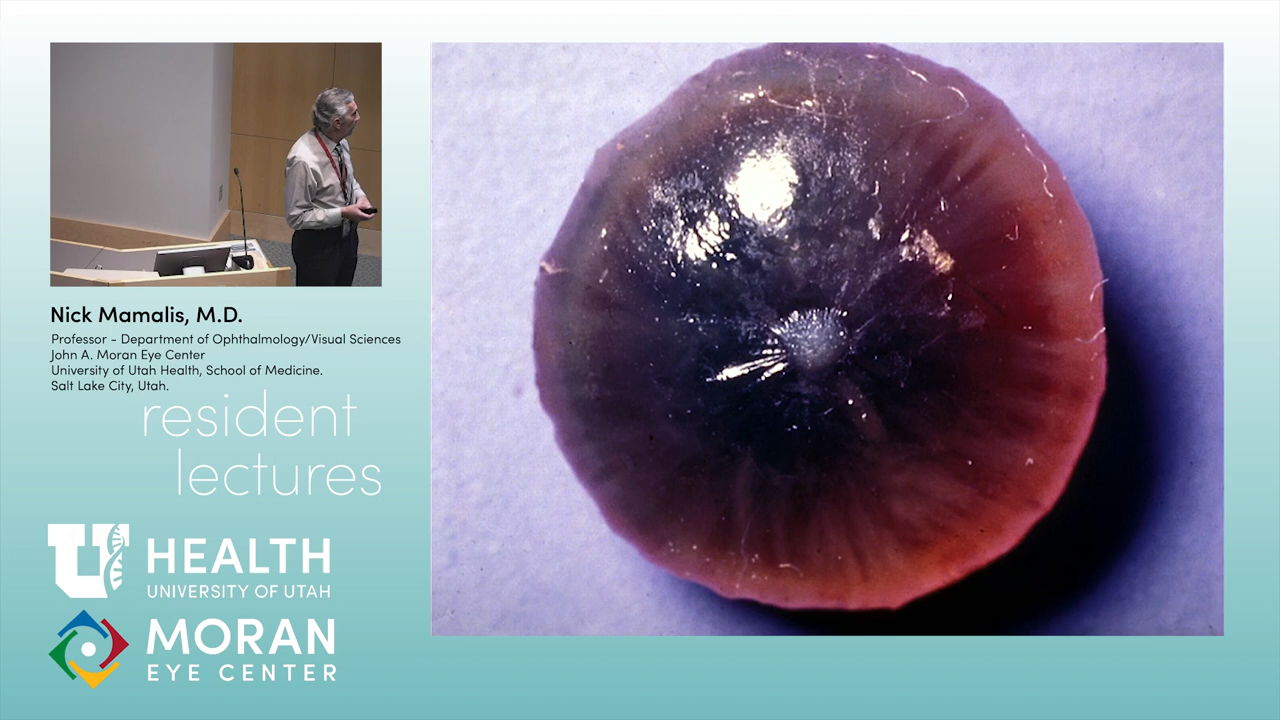 Nick Mamalis, M.D.
Professor - Department of Ophthalmology/Visual Sciences
John A. Moran Eye Center
University of Utah Health, School of Medicine.
Salt Lake City, Utah.
resident
lectures
U HEALTH
UNIVERSITY OF UTAH
MORAN
EYE CENTER